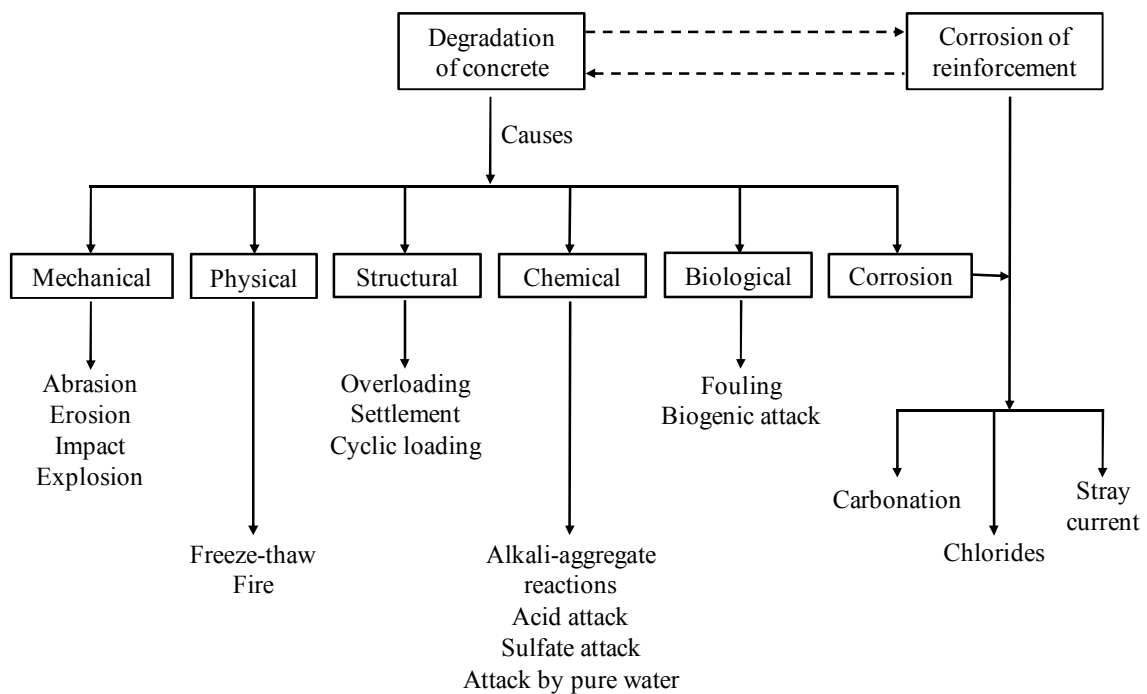 Degradation
of concrete
Corrosion of
reinforcement
Causes
Mechanical
Physical
Structural
Chemical
Biological
Corrosion
Abrasion
Erosion
Impact
Explosion
Freeze-thaw
Fire
Overloading
Settlement
Cyclic loading
Alkali-aggregate
reactions
Acid attack
Sulfate attack
Attack by pure water
Fouling
Biogenic attack
Carbonation
Chlorides
Stray
current